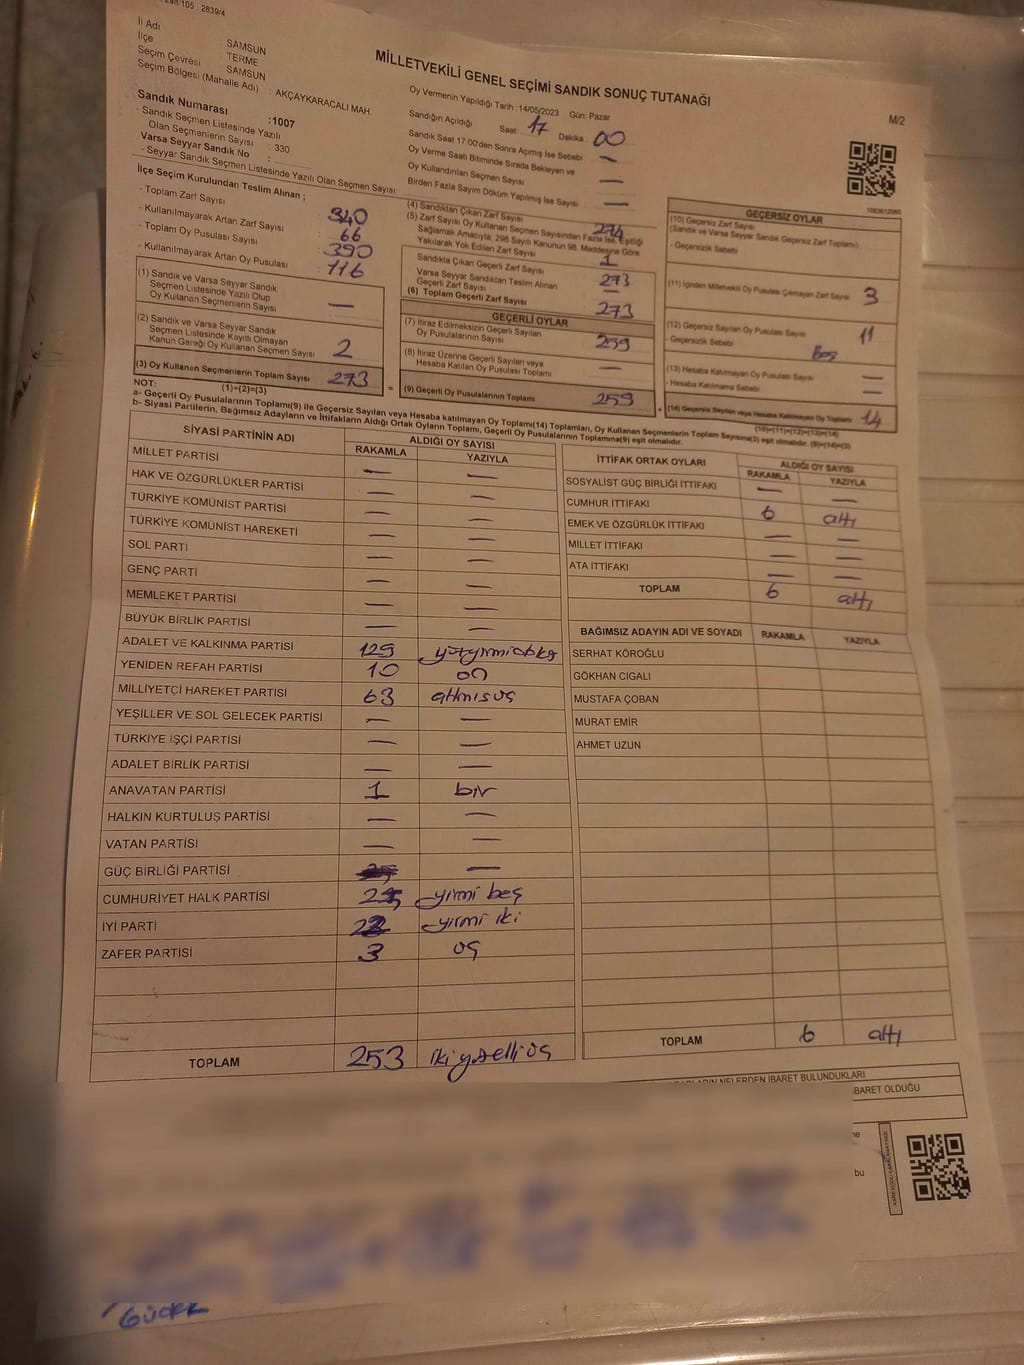 298/105 2839/4
İl Adı SAMSUN
İlçe TERME
Seçim Çevresi SAMSUN
Seçim Bölgesi (Mahalle Adı) : AKÇAYKARACALI MAH
Sandık Numarası :1007
- Sandık Seçmen Listesinde Yazılı
Olan Seçmenlerin Sayısı : 330
Varsa Seyyar Sandık No :
- Seyyar Sandık Seçmen Listesinde Yazılı Olan Seçmen Sayısı
MİLLETVEKİLİ GENEL SEÇİMİ SANDIK SONUÇ TUTANAĞI
M/2
Oy Vermenin Yapıldığı Tarih : 14/05/2023 Gün: Pazar
Sandığın Açıldığı Saat 17 Dakika 00
Sandık Saat 17:00'den Sonra Açımış İse Sebebi —
Oy Verme Saati Bitiminde Sırada Bekleyen ve
Oy Kullandırılan Seçmen Sayısı —
Birden Fazla Sayım Döküm Yapılmış İse Sayısı —
İlçe Seçim Kurulundan Teslim Alınan ;
- Toplam Zarf Sayısı 340
- Kullanılmayarak Artan Zarf Sayısı 66
- Toplam Oy Pusulası Sayısı 390
- Kullanılmayarak Artan Oy Pusulası : 116
(1) Sandık ve Varsa Seyyar Sandık
Seçmen Listesinde Yazılı Olup
Oy Kullanan Seçmenlerin Sayısı —
(2) Sandık ve Varsa Seyyar Sandık
Seçmen Listesinde Kayıtlı Olmayan
Kanun Gereği Oy Kullanan Seçmen Sayısı 2
(3) Oy Kullanan Seçmenlerin Toplam Sayısı 273
(1)+(2)=(3)
(4) Sandıktan Çıkan Zarf Sayısı 274
(5) Zarf Sayısı Oy Kullanan Seçmen Sayısından Fazla İse, Eşitliği
Sağlamak Amacıyla, 298 Sayılı Kanunun 98. Maddesine Göre
Yakılarak Yok Edilen Zarf Sayısı 1
Sandıkta Çıkan Geçerli Zarf Sayısı 273
Varsa Seyyar Sandıktan Teslim Alınan
Geçerli Zarf Sayısı —
(6) Toplam Geçerli Zarf Sayısı 273
GEÇERLİ OYLAR
(7) İtiraz Edilmeksizin Geçerli Sayılan
Oy Pusulalarının Sayısı 259
(8) İtiraz Üzerine Geçerli Sayılan veya
Hesaba Katılan Oy Pusulası Toplamı —
= (9) Geçerli Oy Pusulalarının Toplamı 259
GEÇERSİZ OYLAR
(10) Geçersiz Zarf Sayısı
(Sandık ve Varsa Seyyar Sandık Geçersiz Zarf Toplamı)
- Geçersizlik Sebebi
(11) İçinden Milletvekili Oy Pusulası Çıkmayan Zarf Sayısı 3
(12) Geçersiz Sayılan Oy Pusulası Sayısı 11
- Geçersizlik Sebebi Boş
(13) Hesaba Katılmayan Oy Pusulası Sayısı —
- Hesaba Katılmama Sebebi —
+ (14) Geçersiz Sayılan veya Hesaba Katılmayan Oy Toplamı 14
(10)+(11)+(12)+(13)=(14)
NOT:
a- Geçerli Oy Pusulalarının Toplamı(9) ile Geçersiz Sayılan veya Hesaba katılmayan Oy Toplamı(14) Toplamları, Oy Kullanan Seçmenlerin Toplam Sayısına(3) eşit olmalıdır. (9)+(14)=(3)
b- Siyasi Partilerin, Bağımsız Adayların ve İttifakların Aldığı Ortak Oyların Toplamı, Geçerli Oy Pusulalarının Toplamına(9) eşit olmalıdır.
SİYASİ PARTİNİN ADI ALDIĞI OY SAYISI
RAKAMLA YAZIYLA
MİLLET PARTİSİ — —
HAK VE ÖZGÜRLÜKLER PARTİSİ — —
TÜRKİYE KOMÜNİST PARTİSİ — —
TÜRKİYE KOMÜNİST HAREKETİ — —
SOL PARTİ — —
GENÇ PARTİ — —
MEMLEKET PARTİSİ — —
BÜYÜK BİRLİK PARTİSİ — —
ADALET VE KALKINMA PARTİSİ 129
YENİDEN REFAH PARTİSİ 10 on
MİLLİYETÇİ HAREKET PARTİSİ 63 altmışüç
YEŞİLLER VE SOL GELECEK PARTİSİ — —
TÜRKİYE İŞÇİ PARTİSİ — —
ADALET BİRLİK PARTİSİ — —
ANAVATAN PARTİSİ 1 bir
HALKIN KURTULUŞ PARTİSİ — —
VATAN PARTİSİ — —
GÜÇ BİRLİĞİ PARTİSİ —
CUMHURİYET HALK PARTİSİ 25 yirmi beş
İYİ PARTİ 22 yirmi iki
ZAFER PARTİSİ 3 üç
TOPLAM 253 ikiyüzelliüç
İTTİFAK ORTAK OYLARI ALDIĞI OY SAYISI
RAKAMLA YAZIYLA
SOSYALİST GÜÇ BİRLİĞİ İTTİFAKI — —
CUMHUR İTTİFAKI 6 altı
EMEK VE ÖZGÜRLÜK İTTİFAKI — —
MİLLET İTTİFAKI — —
ATA İTTİFAKI — —
TOPLAM 6 altı
BAĞIMSIZ ADAYIN ADI VE SOYADI RAKAMLA YAZIYLA
SERHAT KÖROĞLU
GÖKHAN CIGALI
MUSTAFA ÇOBAN
MURAT EMİR
AHMET UZUN
TOPLAM 6 altı
NELERDEN İBARET BULUNDUKLARI
İBARET OLDUĞU
bu